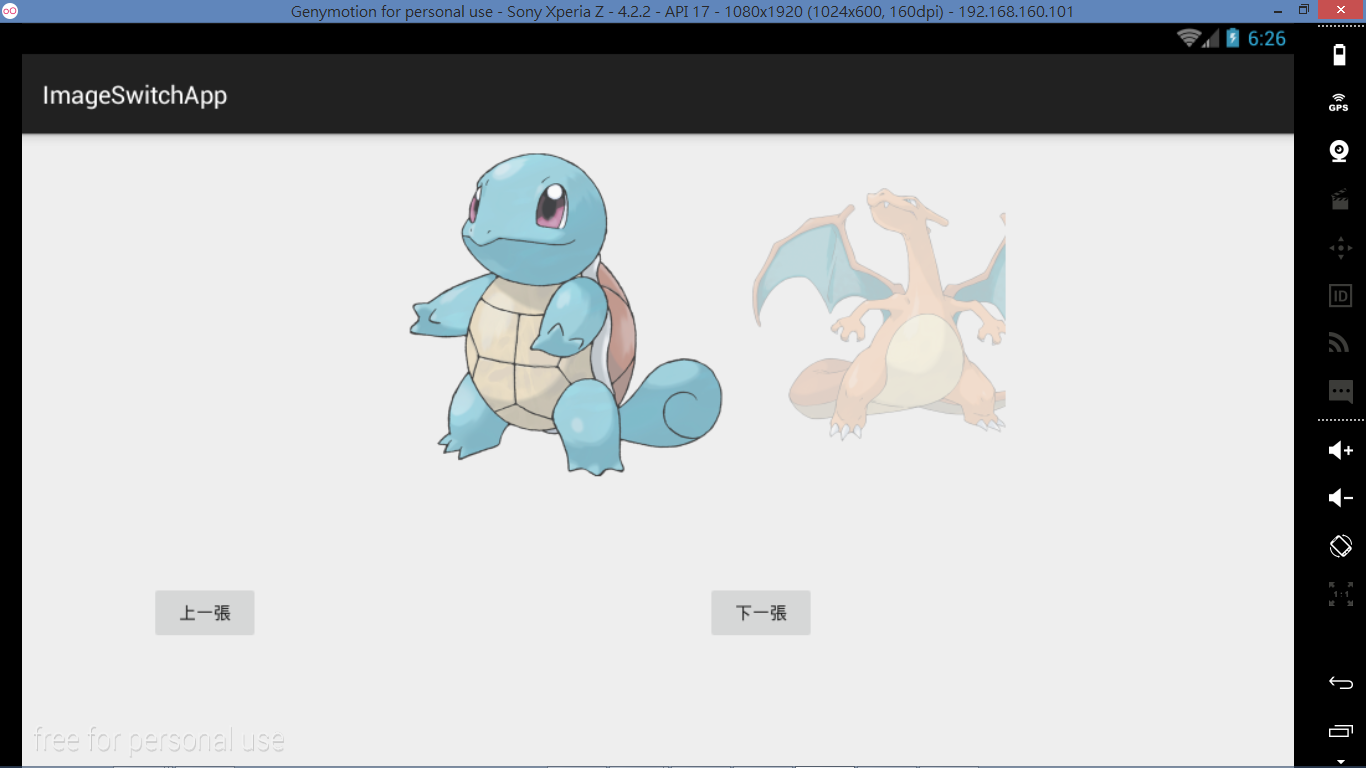 Genymotion for personal use - Sony Xperia Z - 4.2.2 - API 17 - 1080x1920 (1024x600, 160dpi) - 192.168.160.101
6:26
ImageSwitchApp
GPS
ID
1:1
上一張
下一張
free for personal use